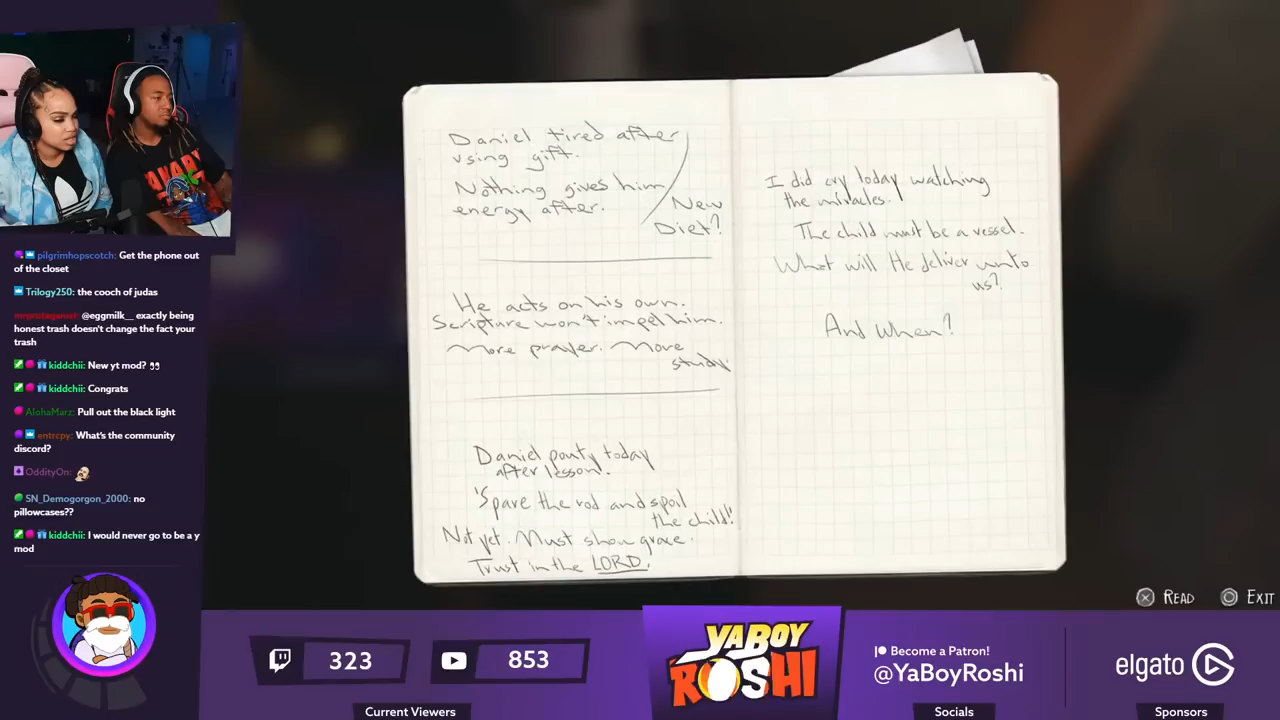 Daniel tired after
using gift.
Nothing gives him
energy after.
New
Diet?
He acts on his own.
Scripture won't impel him.
More prayer. More
study
Daniel pouty today
after lesson.
'Spare the rod and spoil
the child.'
Not yet. Must show grace.
Trust in the LORD.
I did cry today watching
the miracles.
The child must be a vessel.
What will He deliver unto
us?
And when?
READ
EXIT
pilgrimhopscotch: Get the phone out
of the closet
Trilogy250: the cooch of judas
@eggmilk__ exactly being
honest trash doesn't change the fact your
trash
kiddchii: New yt mod? 👀
kiddchii: Congrats
AlohaMarz: Pull out the black light
entrcpy: What's the community
discord?
OddityOn:
SN_Demogorgon_2000: no
pillowcases??
kiddchii: I would never go to be a y
mod
323
853
Current Viewers
YABOY
ROSHI
Become a Patron!
@YaBoyRoshi
Socials
elgato
Sponsors